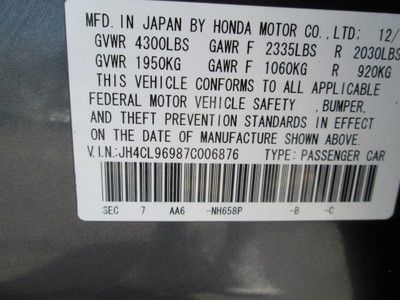 MFD. IN JAPAN BY HONDA MOTOR CO., LTD: 12/
GVWR 4300LBS GAWR F 2335LBS R 2030LBS
GVWR 1950KG GAWR F 1060KG R 920KG
THIS VEHICLE CONFORMS TO ALL APPLICABLE
FEDERAL MOTOR VEHICLE SAFETY , BUMPER,
AND THEFT PREVENTION STANDARDS IN EFFECT
ON THE DATE OF MANUFACTURE SHOWN ABOVE.
V.I.N:JH4CL96987C006876 TYPE: PASSENGER CAR
SEC 7 AA6 -NH658P -B -C